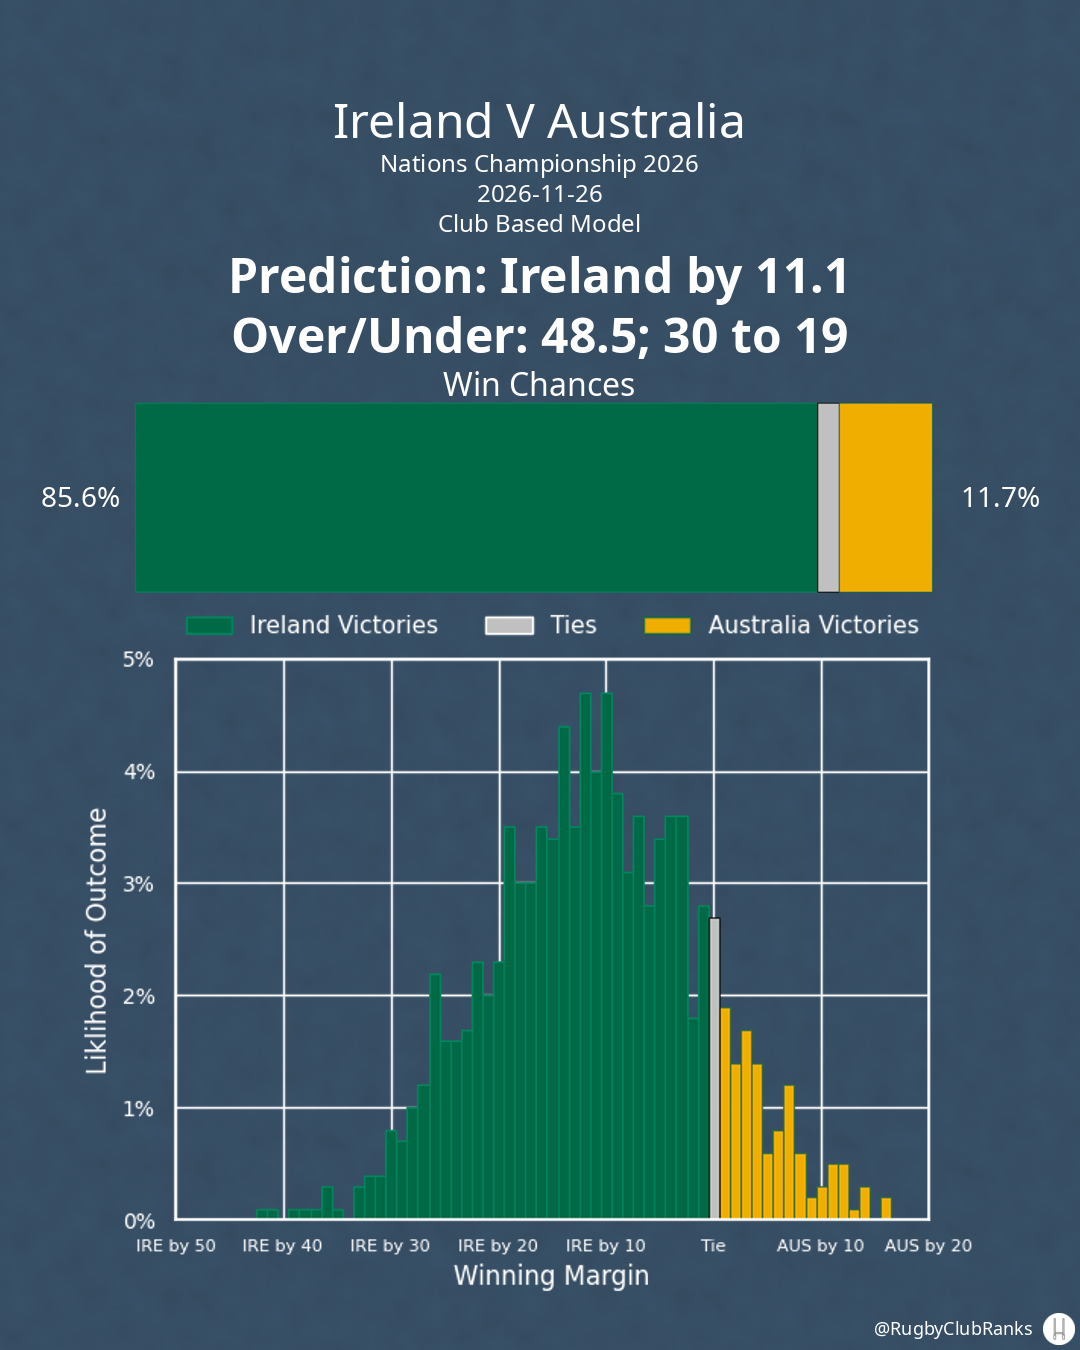 Ireland V Australia
Nations Championship 2026
2026-11-26
Club Based Model
Prediction: Ireland by 11.1
Over/Under: 48.5; 30 to 19
Win Chances
85.6%
11.7%
Ireland Victories
Ties
Australia Victories
5%
4%
3%
2%
1%
0%
Liklihood of Outcome
IRE by 50
IRE by 40
IRE by 30
IRE by 20
IRE by 10
Tie
AUS by 10
AUS by 20
Winning Margin
@RugbyClubRanks